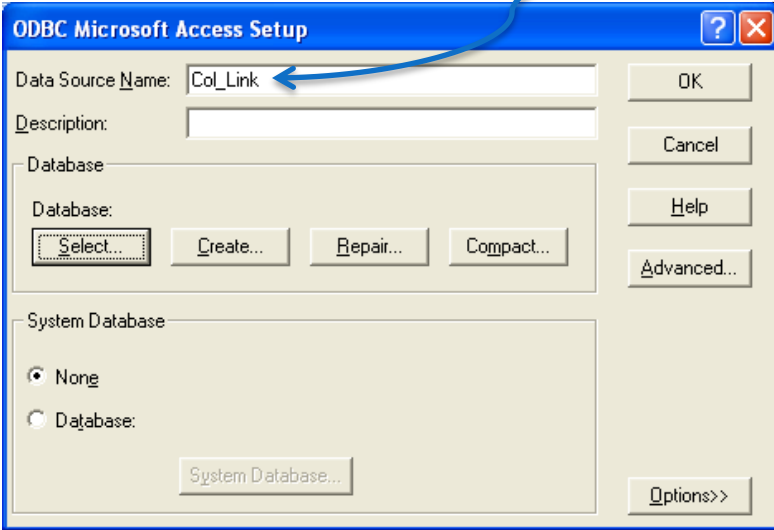 ODBC Microsoft Access Setup
Data Source Name: Col_Link
OK
Description:
Cancel
Database
Database:
Help
Select... Create... Repair... Compact...
Advanced...
System Database
None
Database:
System Database...
Options>>